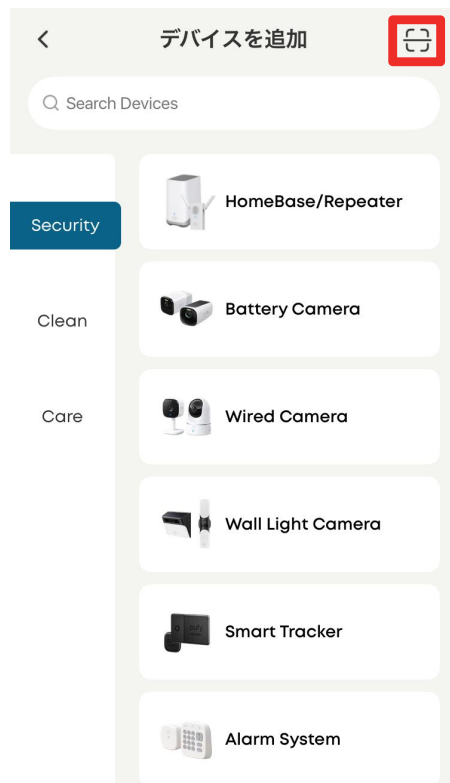 デバイスを追加
Search Devices
Security
Clean
Care
HomeBase/Repeater
Battery Camera
Wired Camera
Wall Light Camera
Smart Tracker
Alarm System